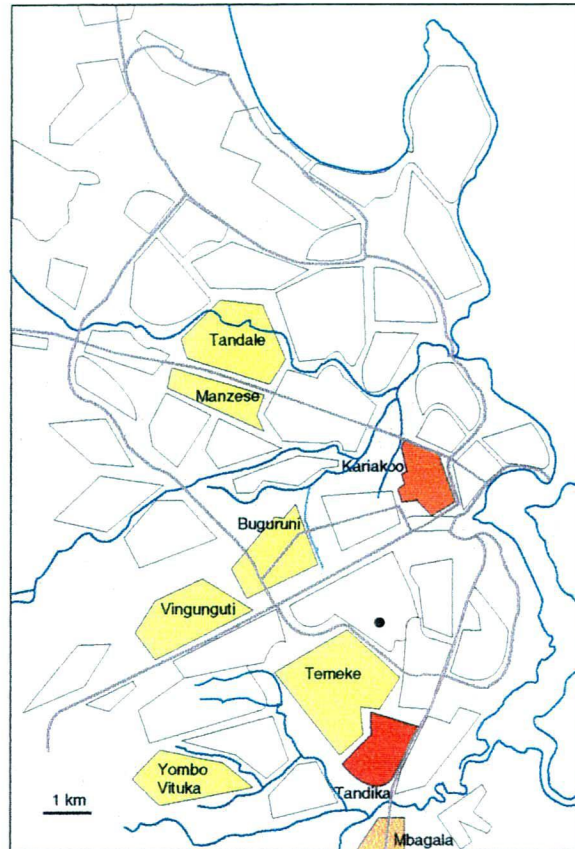 Tandale
Manzese
Kariakoo
Buguruni
Vingunguti
Temeke
Yombo
Vituka
1 km
Tandika
Mbagala